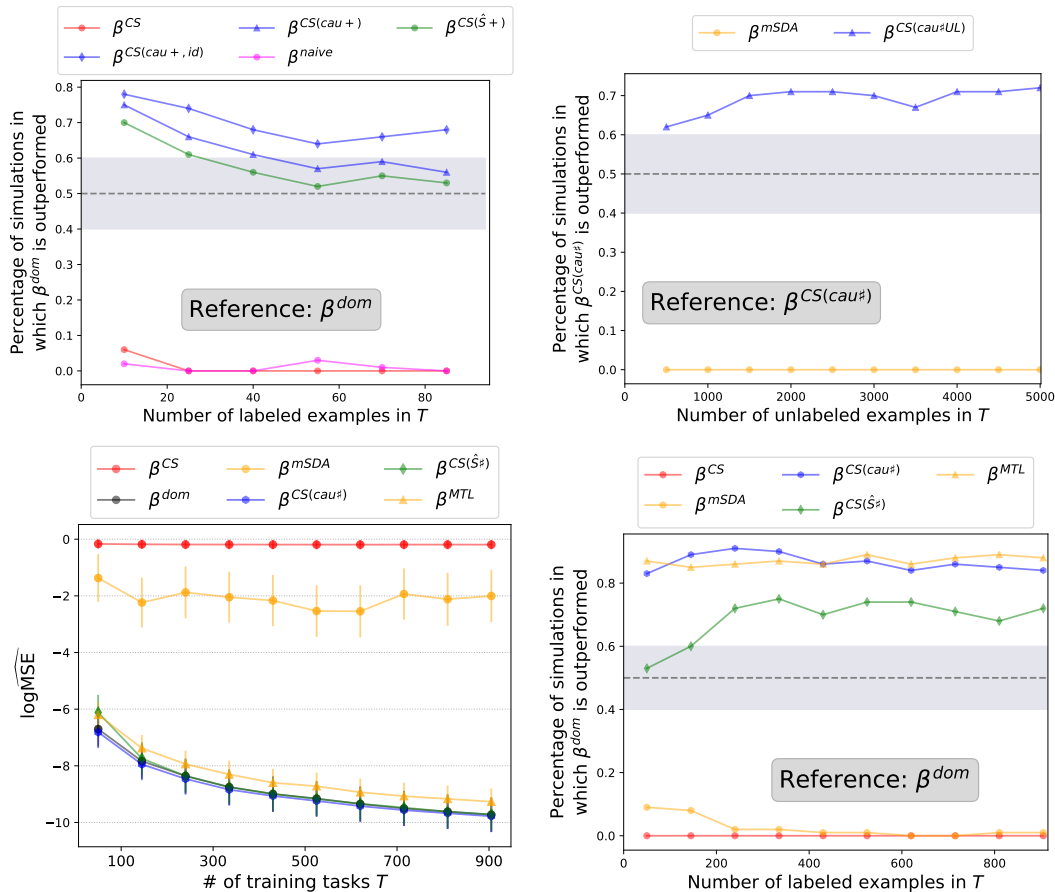 β^CS β^CS(cau+) β^CS(Ŝ+)
β^CS(cau+, id) β^naive
0.8
0.7
0.6
0.5
0.4
0.3
0.2
0.1
0.0
Percentage of simulations in
which β^dom is outperformed
Reference: β^dom
0 20 40 60 80
Number of labeled examples in T
β^mSDA β^CS(cau♯UL)
0.7
0.6
0.5
0.4
0.3
0.2
0.1
0.0
Percentage of simulations in
which β^CS(cau♯) is outperformed
Reference: β^CS(cau♯)
0 1000 2000 3000 4000 5000
Number of unlabeled examples in T
β^CS β^mSDA β^CS(Ŝ♯)
β^dom β^CS(cau♯) β^MTL
0
−2
−4
−6
−8
−10
logMSE
100 300 500 700 900
# of training tasks T
β^CS β^CS(cau♯) β^MTL
β^mSDA β^CS(Ŝ♯)
0.8
0.6
0.4
0.2
0.0
Percentage of simulations in
which β^dom is outperformed
Reference: β^dom
0 200 400 600 800
Number of labeled examples in T